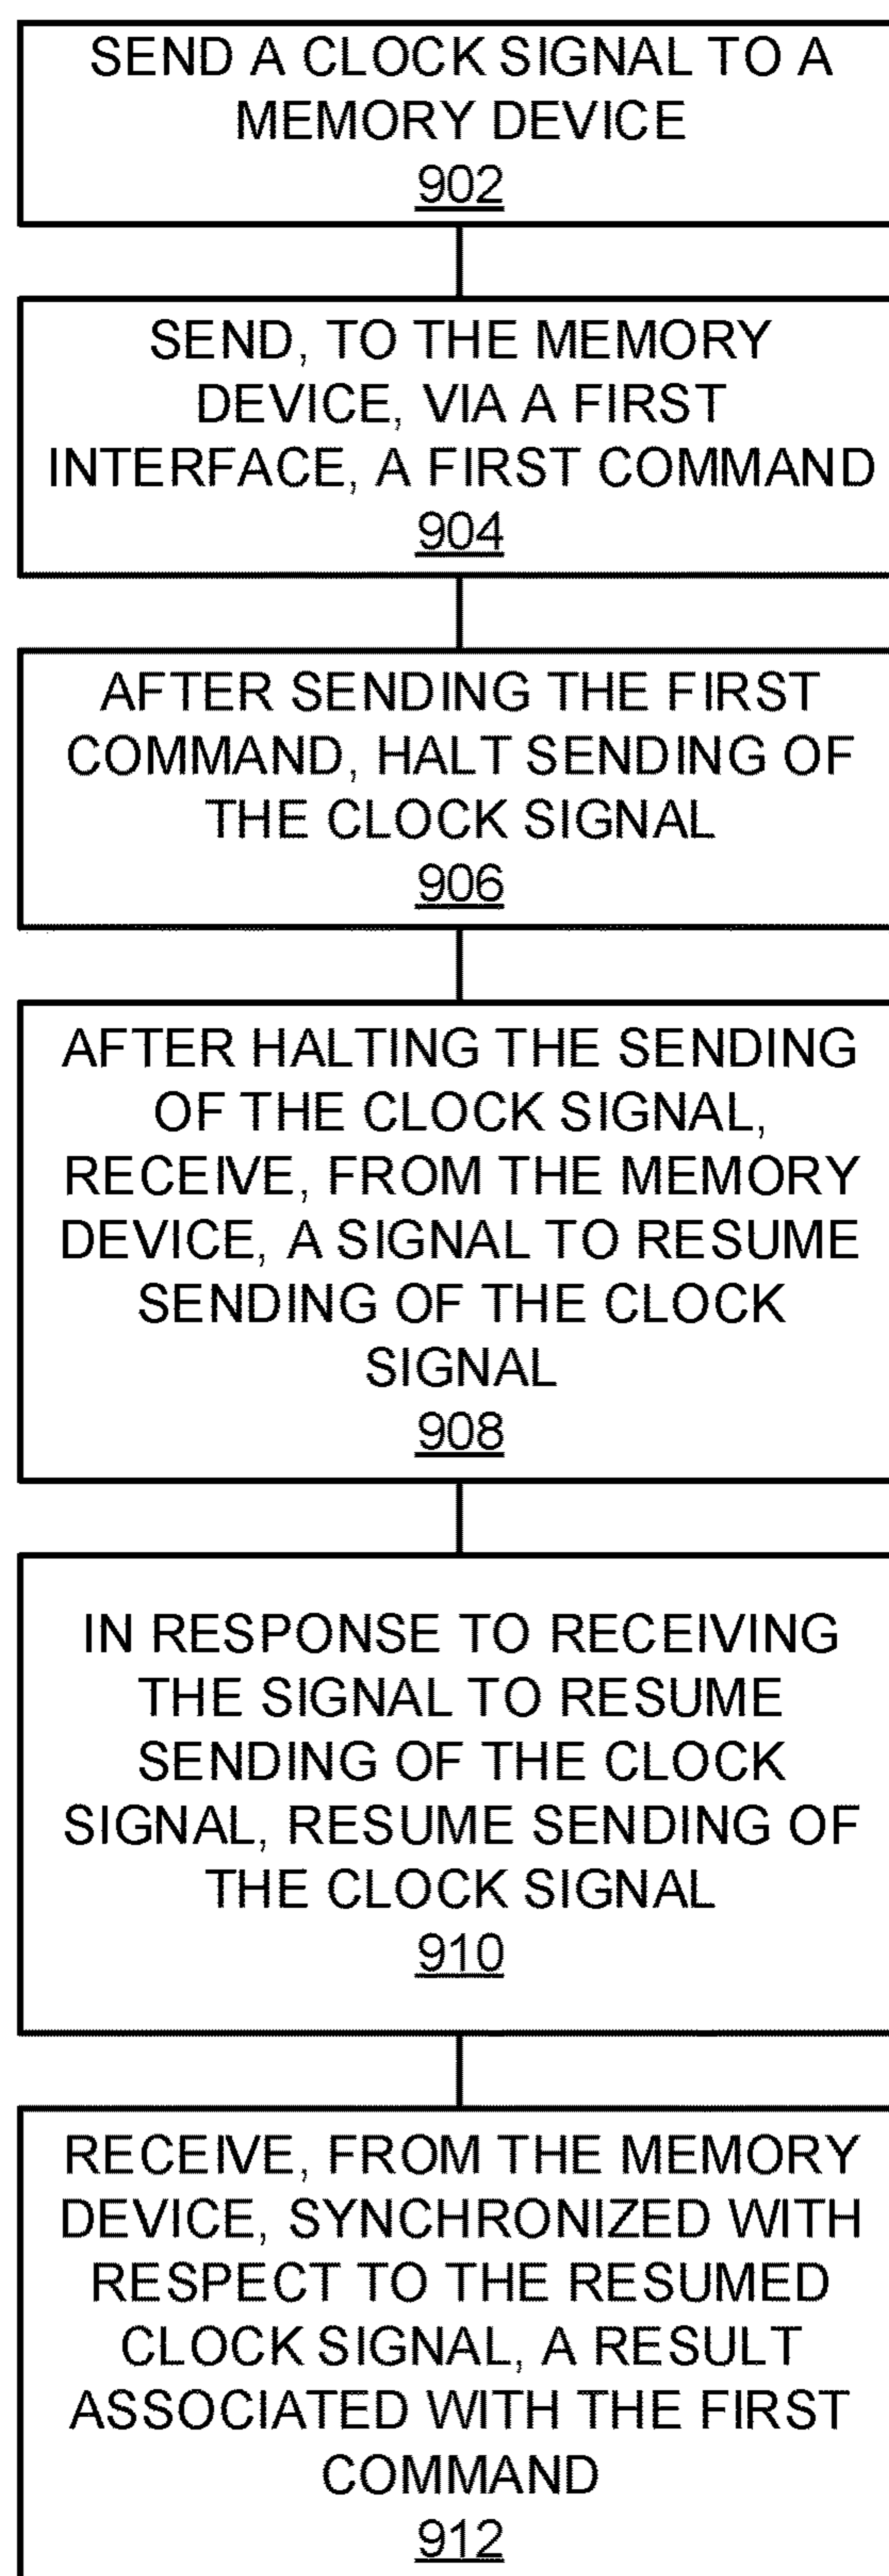 SEND A CLOCK SIGNAL TO A
MEMORY DEVICE
902
SEND, TO THE MEMORY
DEVICE, VIA A FIRST
INTERFACE, A FIRST COMMAND
904
AFTER SENDING THE FIRST
COMMAND, HALT SENDING OF
THE CLOCK SIGNAL
906
AFTER HALTING THE SENDING
OF THE CLOCK SIGNAL,
RECEIVE, FROM THE MEMORY
DEVICE, A SIGNAL TO RESUME
SENDING OF THE CLOCK
SIGNAL
908
IN RESPONSE TO RECEIVING
THE SIGNAL TO RESUME
SENDING OF THE CLOCK
SIGNAL, RESUME SENDING OF
THE CLOCK SIGNAL
910
RECEIVE, FROM THE MEMORY
DEVICE, SYNCHRONIZED WITH
RESPECT TO THE RESUMED
CLOCK SIGNAL, A RESULT
ASSOCIATED WITH THE FIRST
COMMAND
912